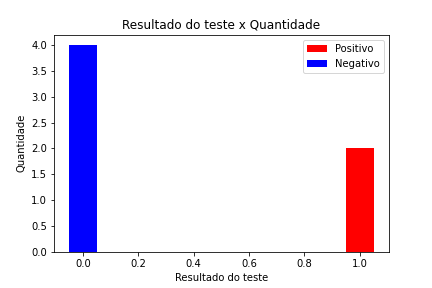 Resultado do teste x Quantidade
Positivo
Negativo
4.0
3.5
3.0
2.5
2.0
1.5
1.0
0.5
0.0
Quantidade
0.0 0.2 0.4 0.6 0.8 1.0
Resultado do teste